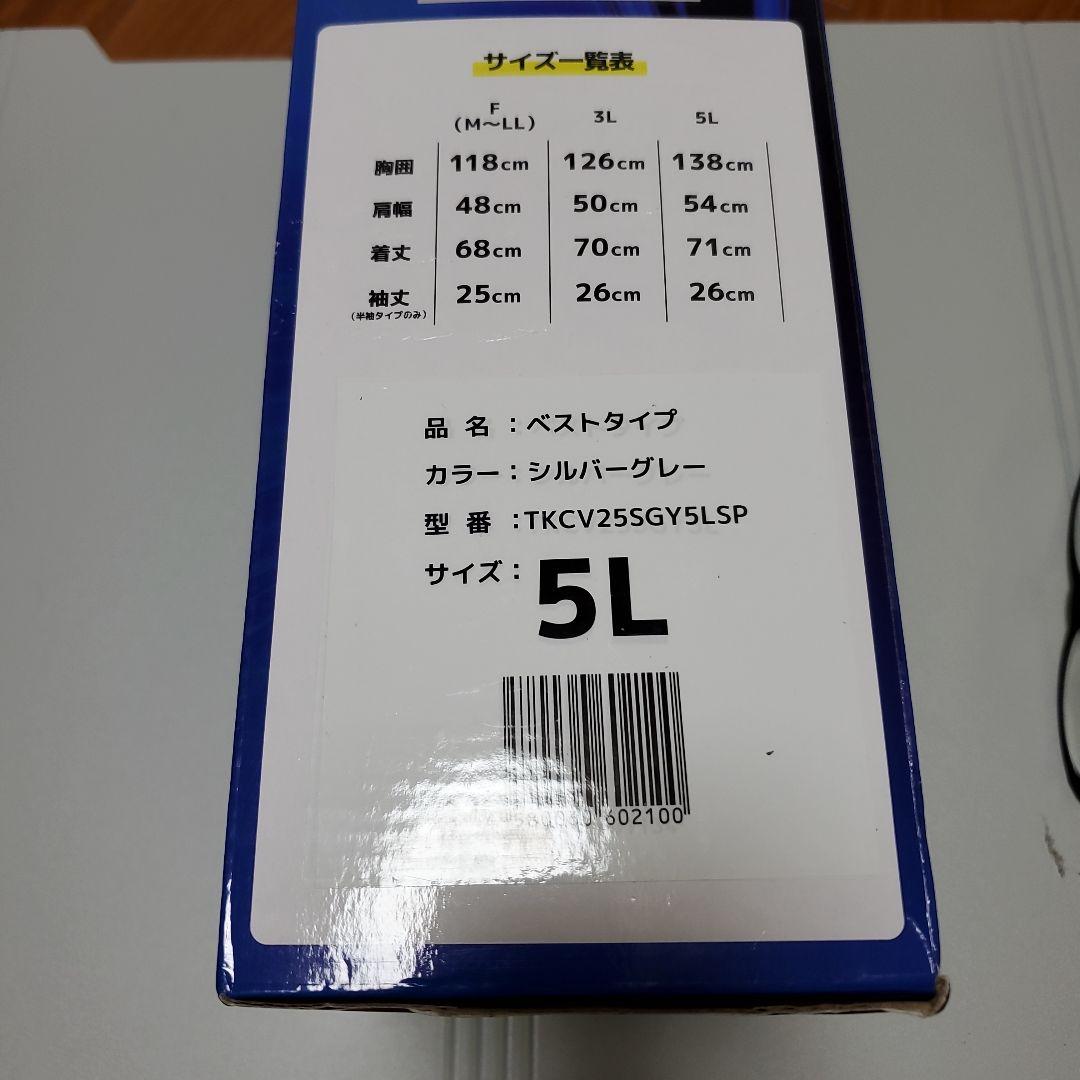 サイズ一覧表
F (M〜LL) 3L 5L
胸囲 118cm 126cm 138cm
肩幅 48cm 50cm 54cm
着丈 68cm 70cm 71cm
袖丈 25cm 26cm 26cm
(半袖タイプのみ)
品名：ベストタイプ
カラー：シルバーグレー
型番：TKCV25SGY5LSP
サイズ：5L
602100